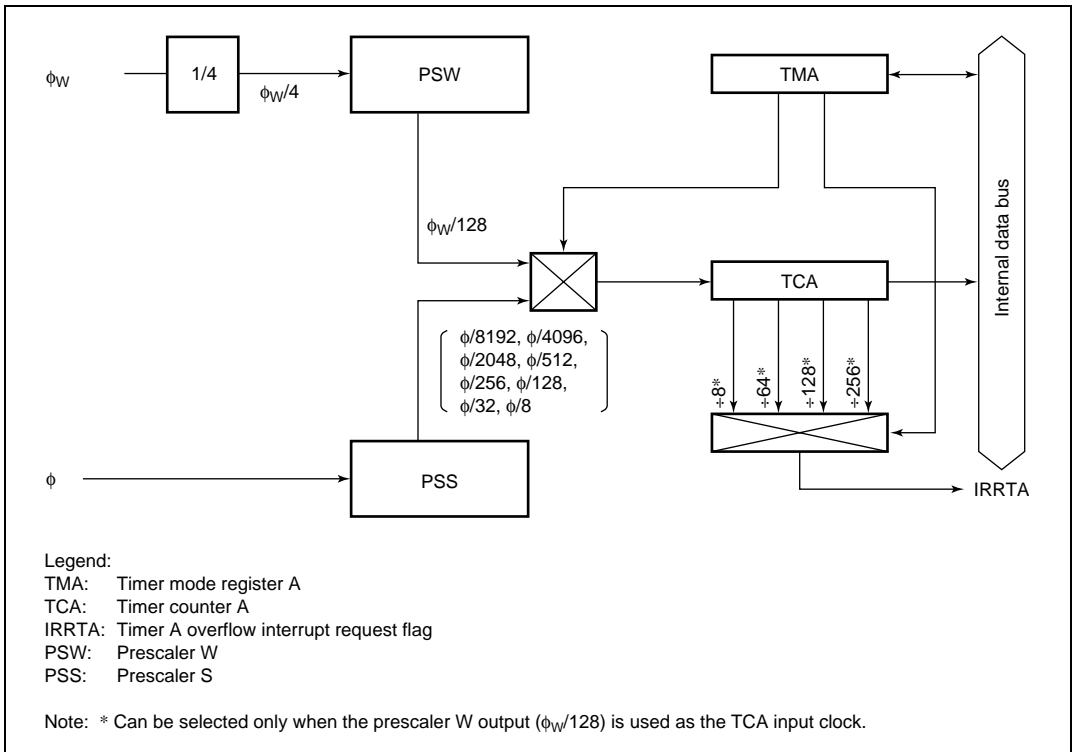 ϕW
1/4
ϕW/4
PSW
TMA
Internal data bus
ϕW/128
TCA
ϕ/8192, ϕ/4096,
ϕ/2048, ϕ/512,
ϕ/256, ϕ/128,
ϕ/32, ϕ/8
÷8*
÷64*
÷128*
÷256*
ϕ
PSS
IRRTA
Legend:
TMA: Timer mode register A
TCA: Timer counter A
IRRTA: Timer A overflow interrupt request flag
PSW: Prescaler W
PSS: Prescaler S
Note: * Can be selected only when the prescaler W output (ϕW/128) is used as the TCA input clock.